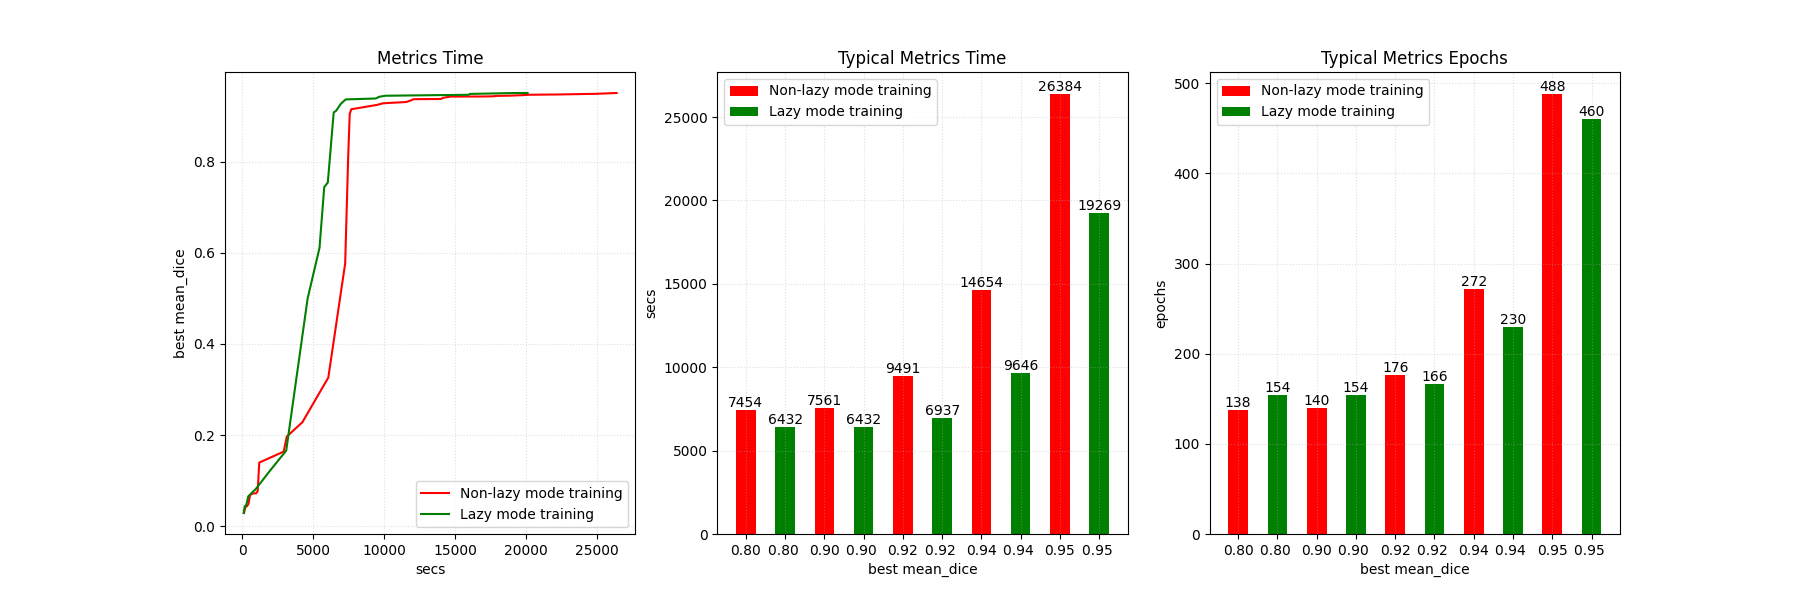 Metrics Time
best mean_dice
0.8
0.6
0.4
0.2
0.0
Non-lazy mode training
Lazy mode training
0 5000 10000 15000 20000 25000
secs
Typical Metrics Time
secs
25000
20000
15000
10000
5000
0
Non-lazy mode training
Lazy mode training
7454 6432 7561 6432 9491 6937 14654 9646 26384 19269
0.80 0.80 0.90 0.90 0.92 0.92 0.94 0.94 0.95 0.95
best mean_dice
Typical Metrics Epochs
epochs
500
400
300
200
100
0
Non-lazy mode training
Lazy mode training
138 154 140 154 176 166 272 230 488 460
0.80 0.80 0.90 0.90 0.92 0.92 0.94 0.94 0.95 0.95
best mean_dice